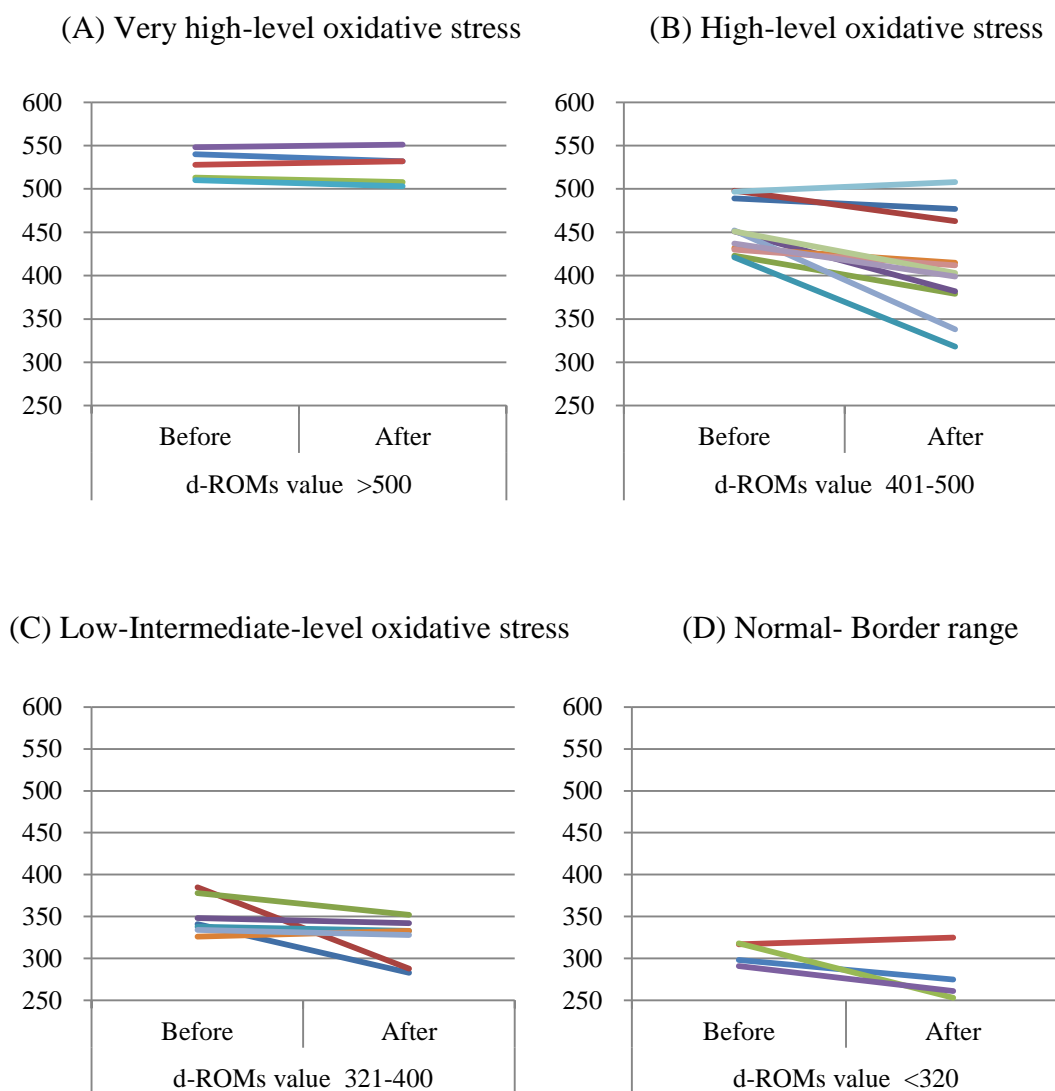 (A) Very high-level oxidative stress
600
550
500
450
400
350
300
250
Before After
d-ROMs value >500
(B) High-level oxidative stress
600
550
500
450
400
350
300
250
Before After
d-ROMs value 401-500
(C) Low-Intermediate-level oxidative stress
600
550
500
450
400
350
300
250
Before After
d-ROMs value 321-400
(D) Normal- Border range
600
550
500
450
400
350
300
250
Before After
d-ROMs value <320